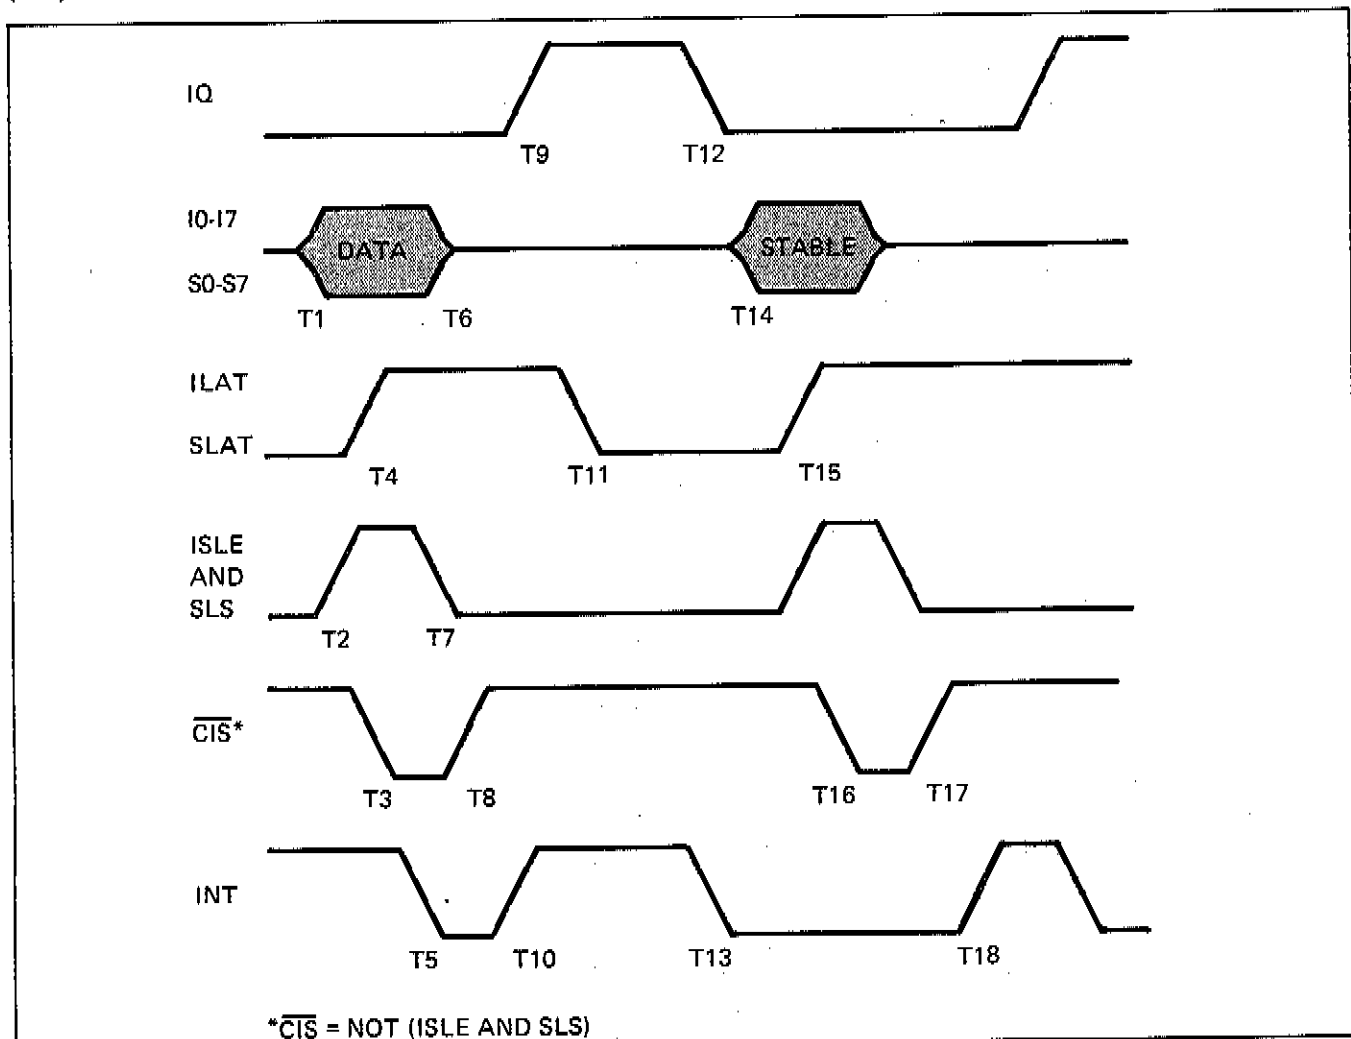 IQ
T9 T12
I0-I7
DATA STABLE
S0-S7
T1 T6 T14
ILAT
SLAT
T4 T11 T15
ISLE
AND
SLS
T2 T7
CIS*
T3 T8 T16 T17
INT
T5 T10 T13 T18
*CIS = NOT (ISLE AND SLS)